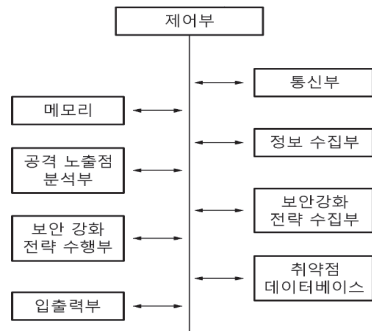 제어부
통신부
메모리
정보 수집부
공격 노출점
분석부
보안강화
전략 수집부
보안 강화
전략 수행부
취약점
데이터베이스
입출력부